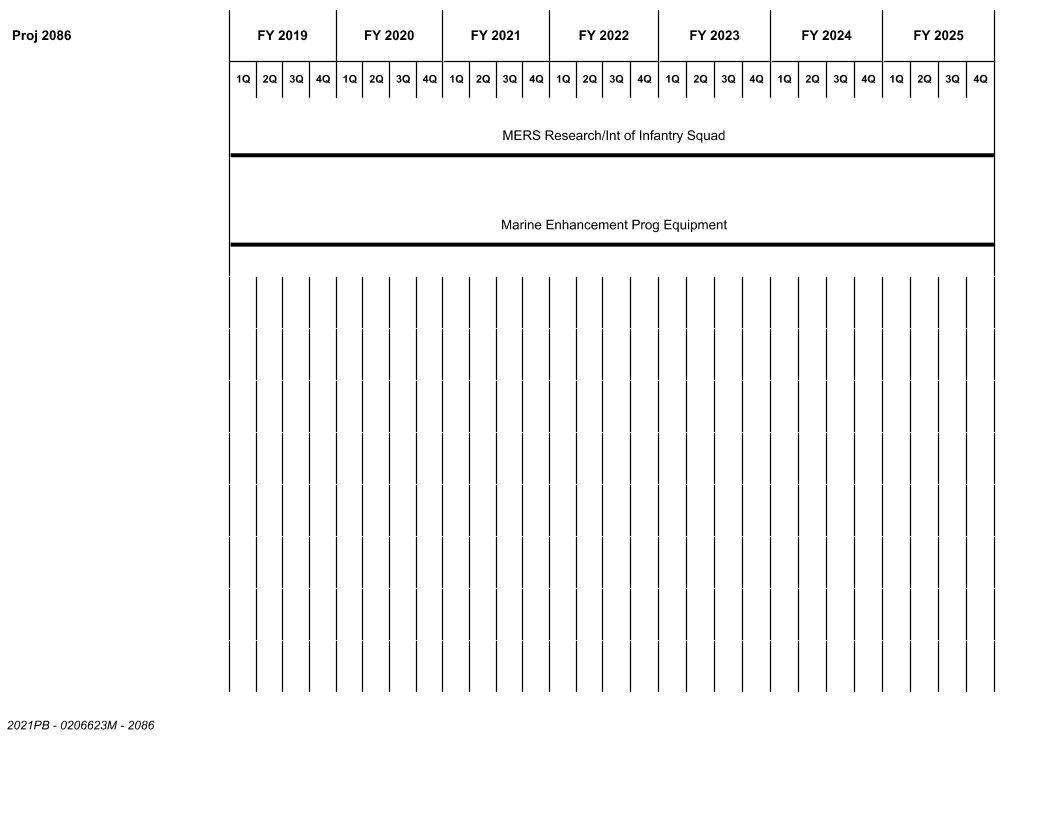 Proj 2086 FY 2019 FY 2020 FY 2021 FY 2022 FY 2023 FY 2024 FY 2025
1Q 2Q 3Q 4Q 1Q 2Q 3Q 4Q 1Q 2Q 3Q 4Q 1Q 2Q 3Q 4Q 1Q 2Q 3Q 4Q 1Q 2Q 3Q 4Q 1Q 2Q 3Q 4Q
MERS Research/Int of Infantry Squad
Marine Enhancement Prog Equipment
2021PB - 0206623M - 2086